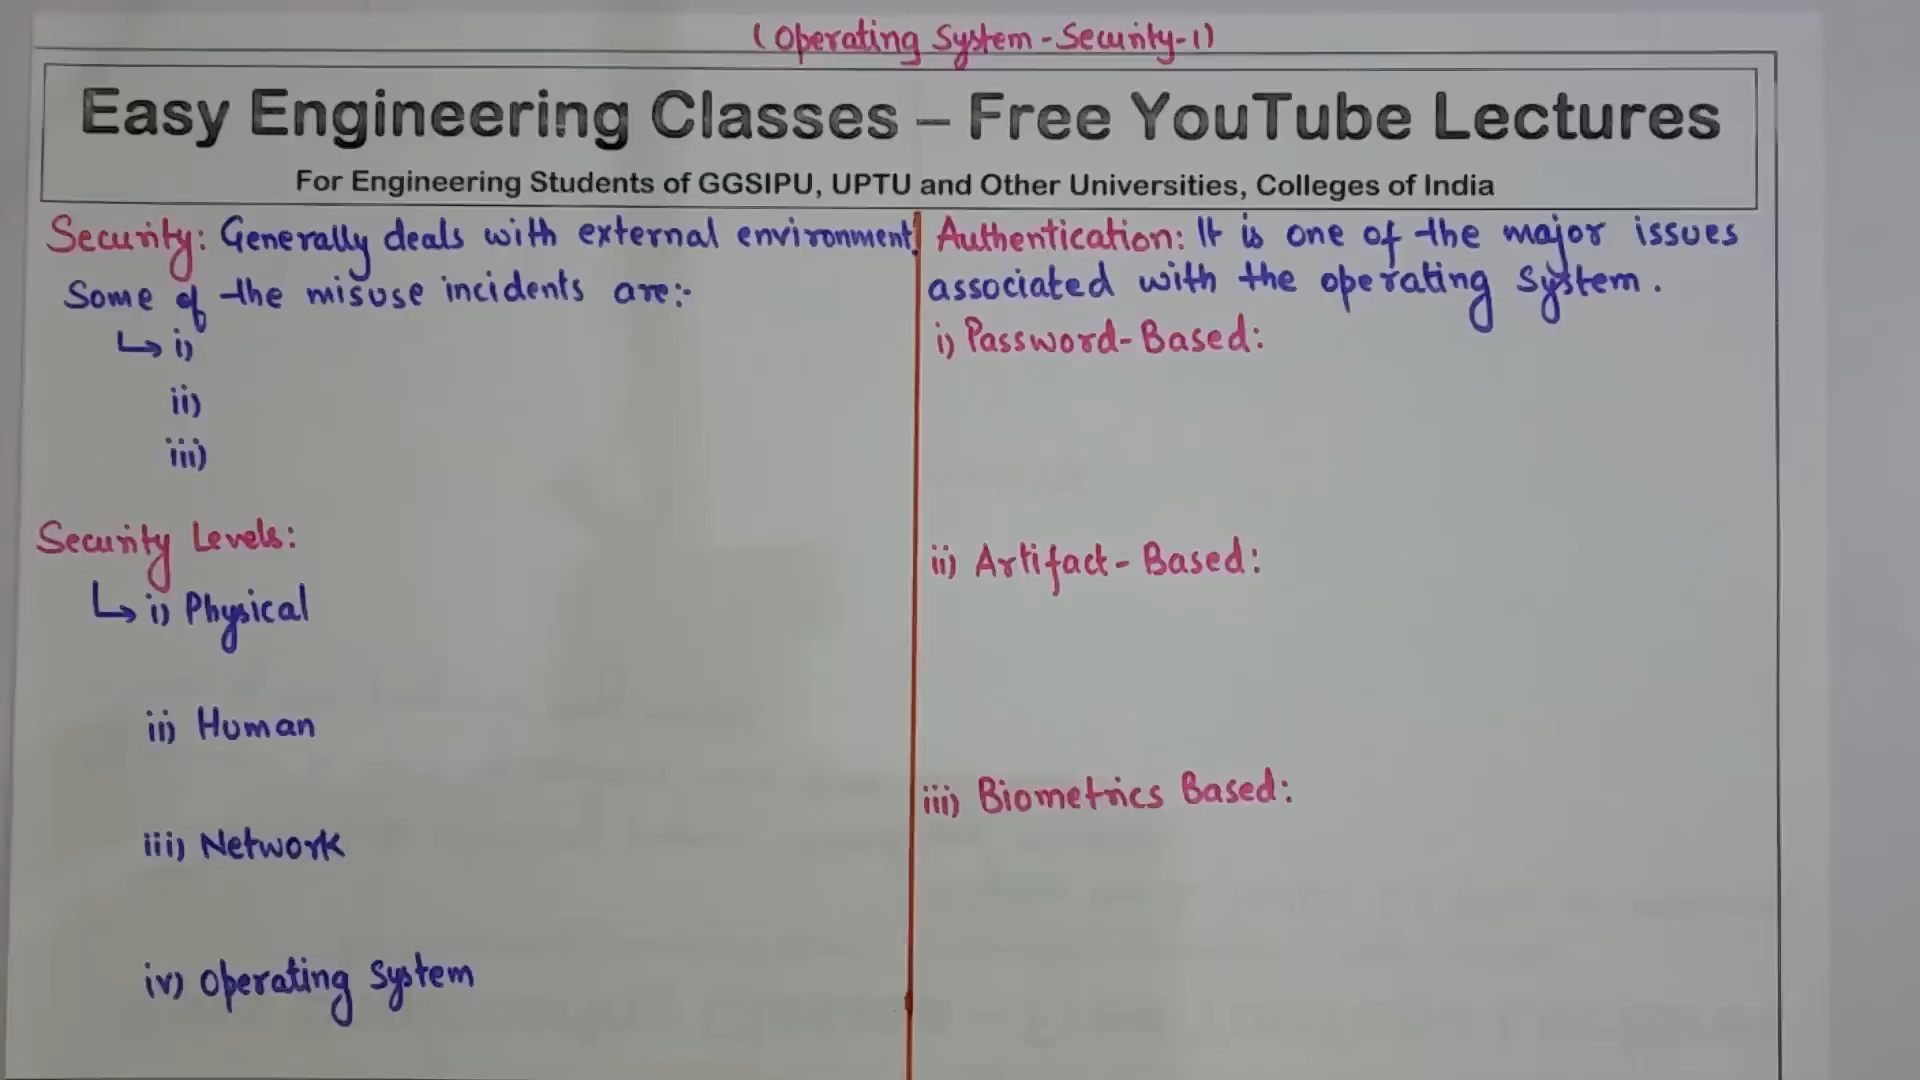 (Operating System-Security-1)
Easy Engineering Classes – Free YouTube Lectures
For Engineering Students of GGSIPU, UPTU and Other Universities, Colleges of India
Security: Generally deals with external environment.
Some of the misuse incidents are:-
↳ i)
ii)
iii)
Security Levels:
↳ i) Physical
ii) Human
iii) Network
iv) Operating System
Authentication: It is one of the major issues
associated with the operating System.
i) Password-Based:
ii) Artifact-Based:
iii) Biometrics Based: